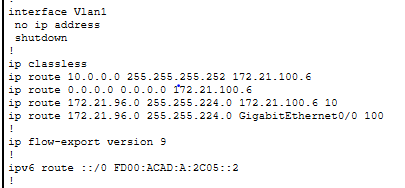 interface Vlan1
 no ip address
 shutdown
!
ip classless
ip route 10.0.0.0 255.255.255.252 172.21.100.6
ip route 0.0.0.0 0.0.0.0 172.21.100.6
ip route 172.21.96.0 255.255.224.0 172.21.100.6 10
ip route 172.21.96.0 255.255.224.0 GigabitEthernet0/0 100
!
ip flow-export version 9
!
ipv6 route ::/0 FD00:ACAD:A:2C05::2
!